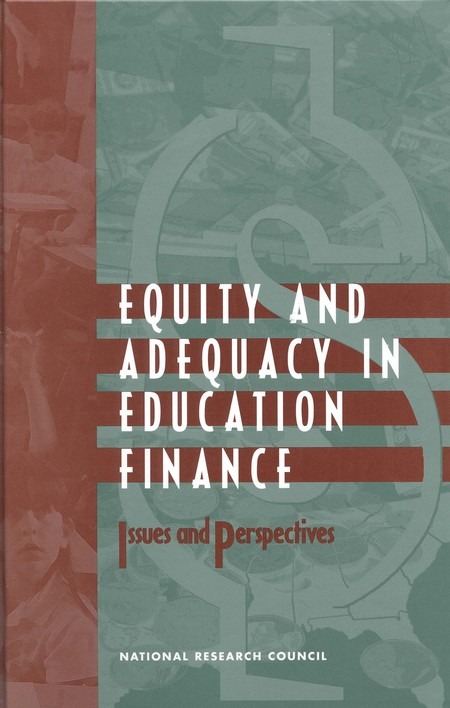 EQUITY AND
ADEQUACY IN
EDUCATION
FINANCE
Issues and Perspectives
NATIONAL RESEARCH COUNCIL